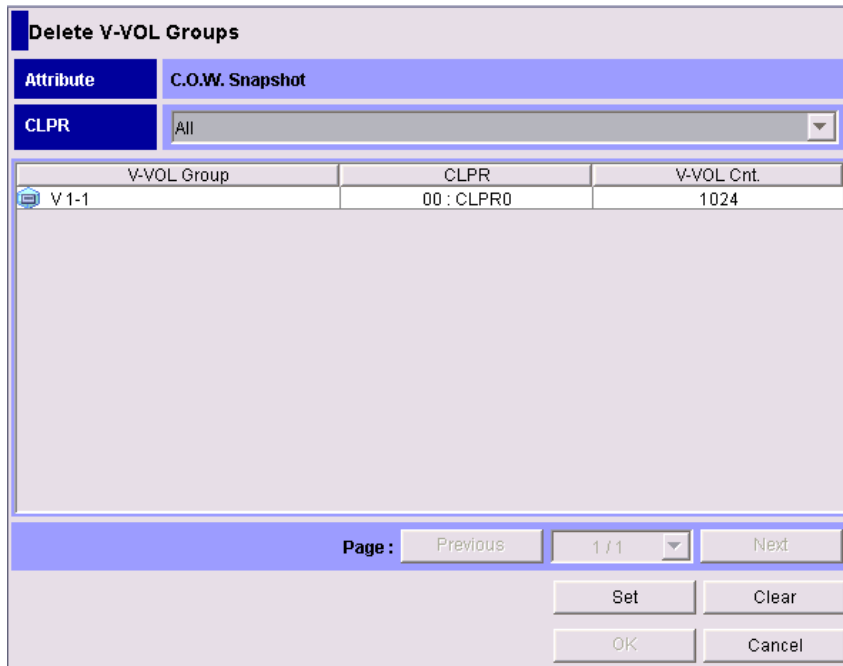 Delete V-VOL Groups
Attribute C.O.W. Snapshot
CLPR All
V-VOL Group CLPR V-VOL Cnt.
V 1-1 00 : CLPR0 1024
Page : Previous 1 / 1 Next
Set Clear
OK Cancel